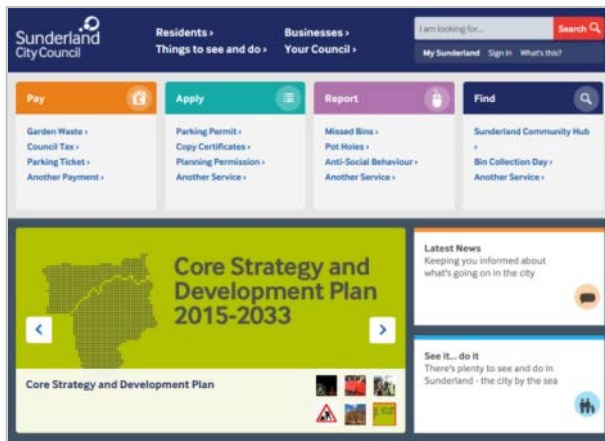 Sunderland
City Council
Residents ›
Businesses ›
Things to see and do ›
Your Council ›
I am looking for...
Search
My Sunderland Sign in What's this?
Pay
Garden Waste ›
Council Tax ›
Parking Ticket ›
Another Payment ›
Apply
Parking Permit ›
Copy Certificates ›
Planning Permission ›
Another Service ›
Report
Missed Bins ›
Pot Holes ›
Anti-Social Behaviour ›
Another Service ›
Find
Sunderland Community Hub
›
Bin Collection Day ›
Another Service ›
Core Strategy and
Development Plan
2015-2033
Core Strategy and Development Plan
Latest News
Keeping you informed about
what's going on in the city
See it... do it
There's plenty to see and do in
Sunderland - the city by the sea